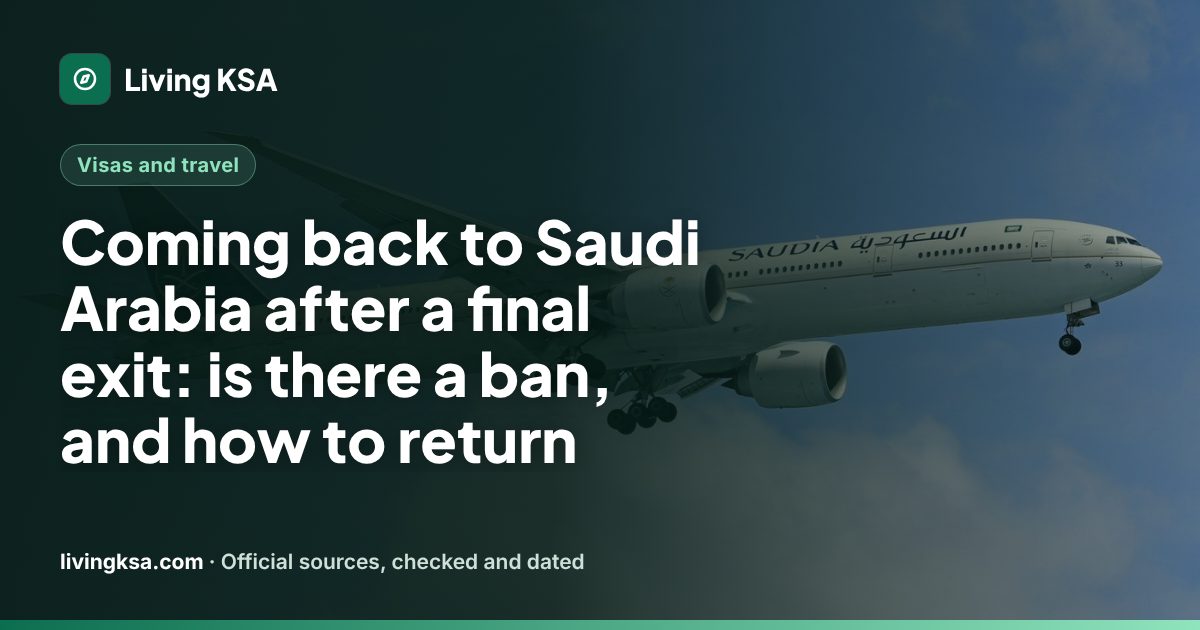 Living KSA
Visas and travel
Coming back to Saudi
Arabia after a final
exit: is there a ban,
and how to return
SAUDIA السعودية
33
livingksa.com · Official sources, checked and dated